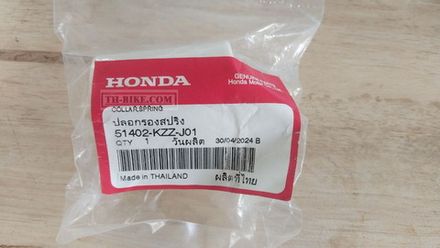 HONDA
GENUINE PARTS
Honda Motor
TH-BIKE.COM
COLLAR,SPRING
ปลอกรองสปริง
51402-KZZ-J01
QTY 1 วันผลิต 30/04/2024 B
Made in THAILAND ผลิตที่ไทย